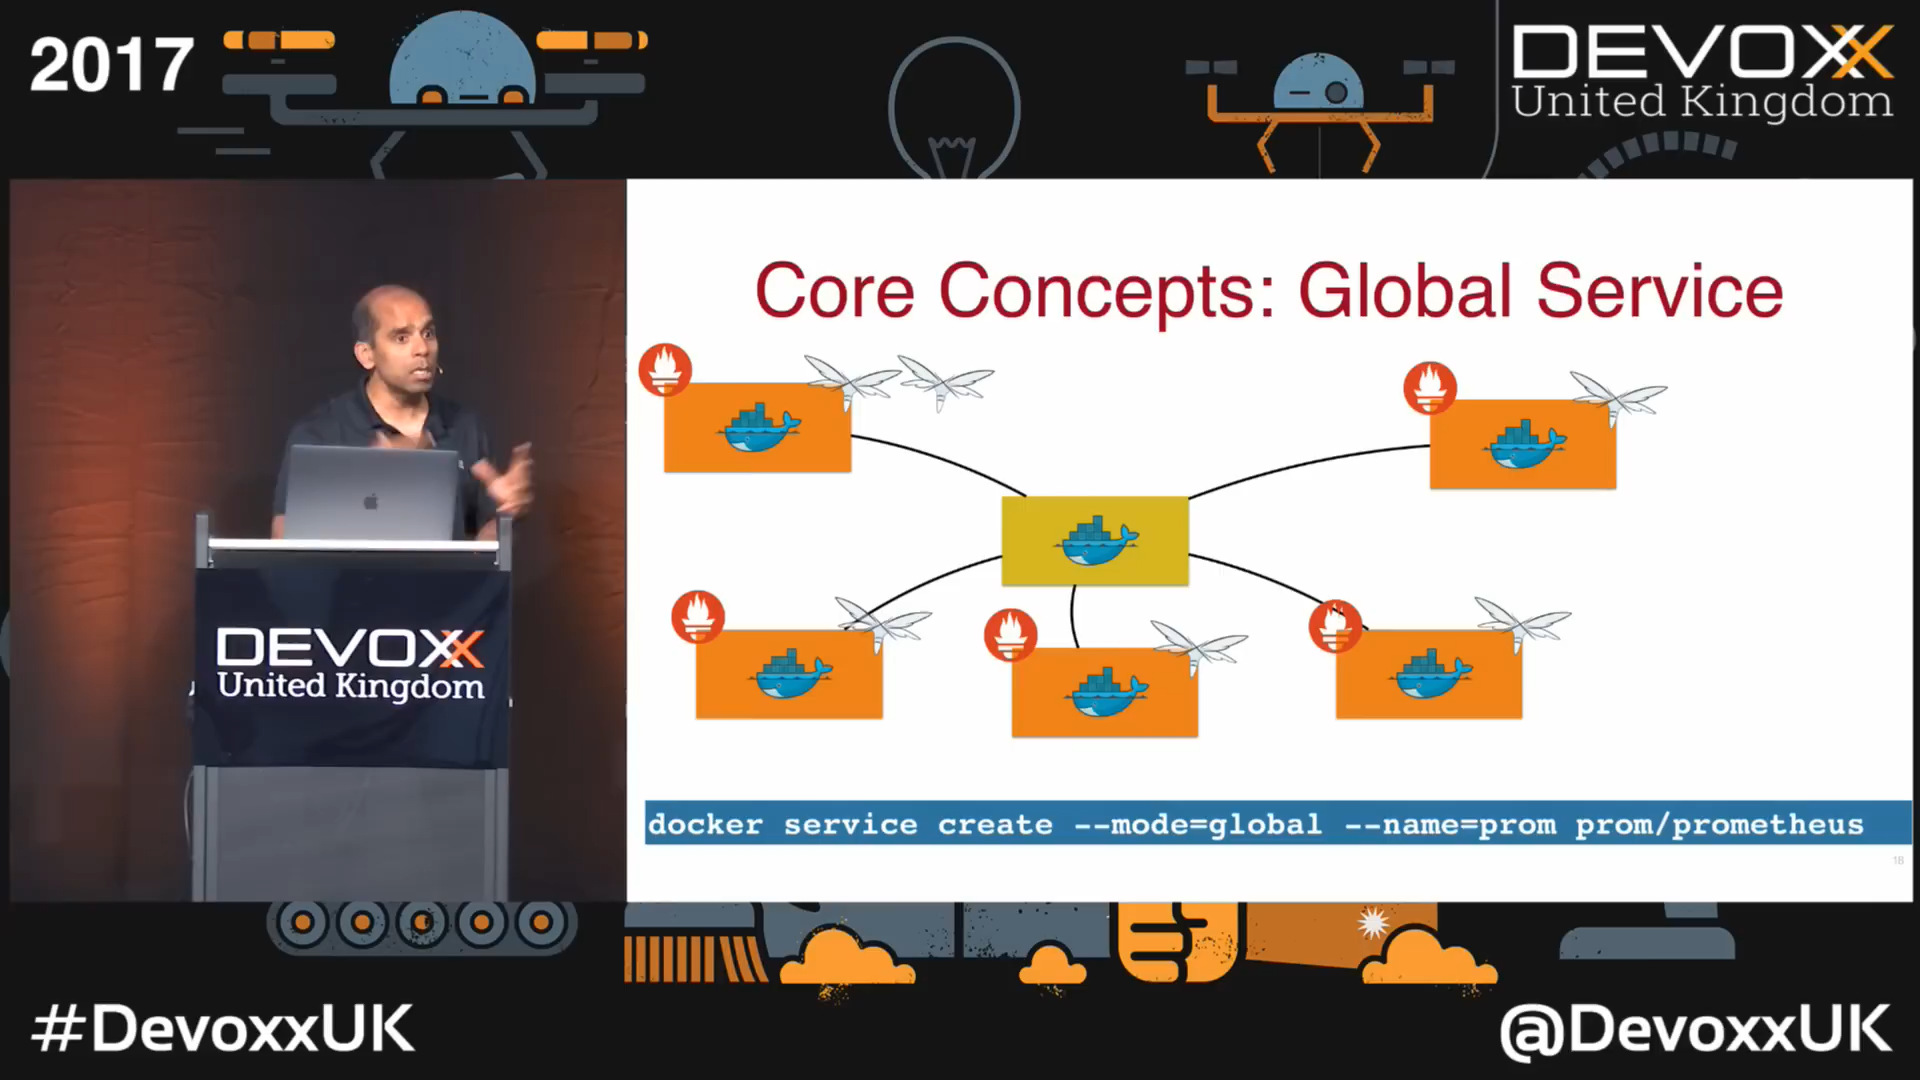 2017
DEVOXX
United Kingdom
Core Concepts: Global Service
docker service create --mode=global --name=prom prom/prometheus
18
DEVOXX
United Kingdom
#DevoxxUK
@DevoxxUK